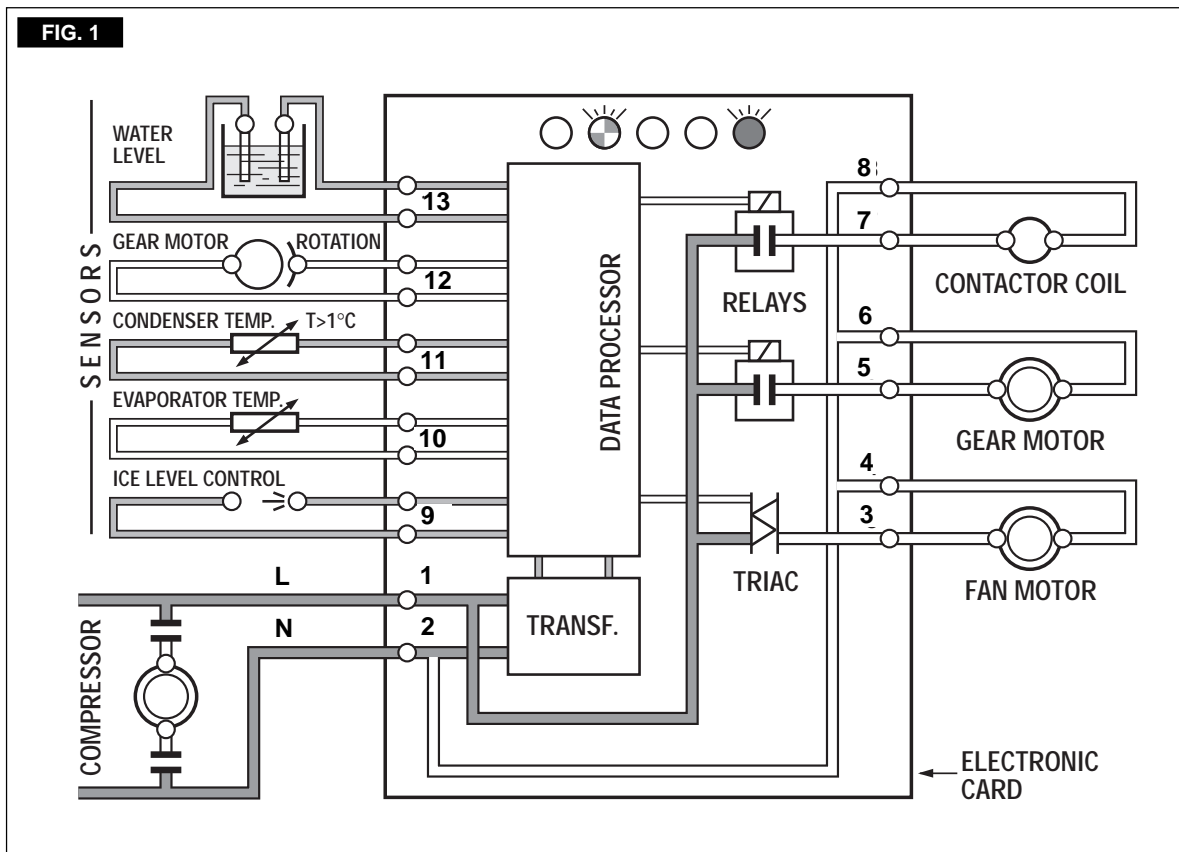 FIG. 1
WATER
LEVEL
GEAR MOTOR
ROTATION
CONDENSER TEMP.
T>1°C
EVAPORATOR TEMP.
ICE LEVEL CONTROL
SENSORS
13
12
11
10
9
L
1
N
2
COMPRESSOR
DATA PROCESSOR
TRANSF.
RELAYS
TRIAC
8
7
CONTACTOR COIL
6
5
GEAR MOTOR
4
3
FAN MOTOR
ELECTRONIC
CARD